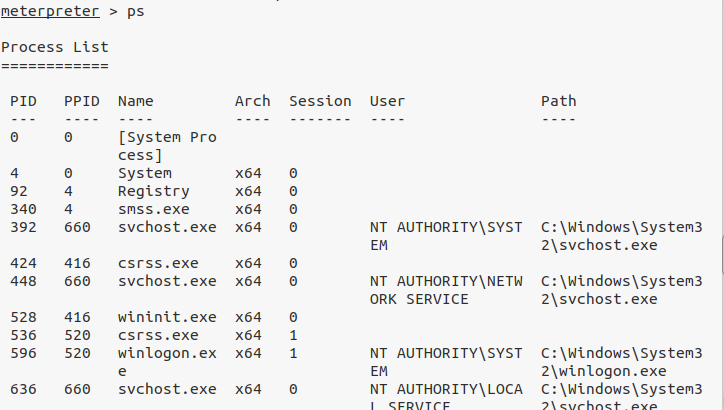 meterpreter > ps
Process List
============
PID PPID Name Arch Session User Path
--- ---- ---- ---- ------- ---- ----
0 0 [System Pro
cess]
4 0 System x64 0
92 4 Registry x64 0
340 4 smss.exe x64 0
392 660 svchost.exe x64 0 NT AUTHORITY\SYST C:\Windows\System3
EM 2\svchost.exe
424 416 csrss.exe x64 0
448 660 svchost.exe x64 0 NT AUTHORITY\NETW C:\Windows\System3
ORK SERVICE 2\svchost.exe
528 416 wininit.exe x64 0
536 520 csrss.exe x64 1
596 520 winlogon.ex x64 1 NT AUTHORITY\SYST C:\Windows\System3
e EM 2\winlogon.exe
636 660 svchost.exe x64 0 NT AUTHORITY\LOCA C:\Windows\System3
L SERVICE 2\svchost.exe